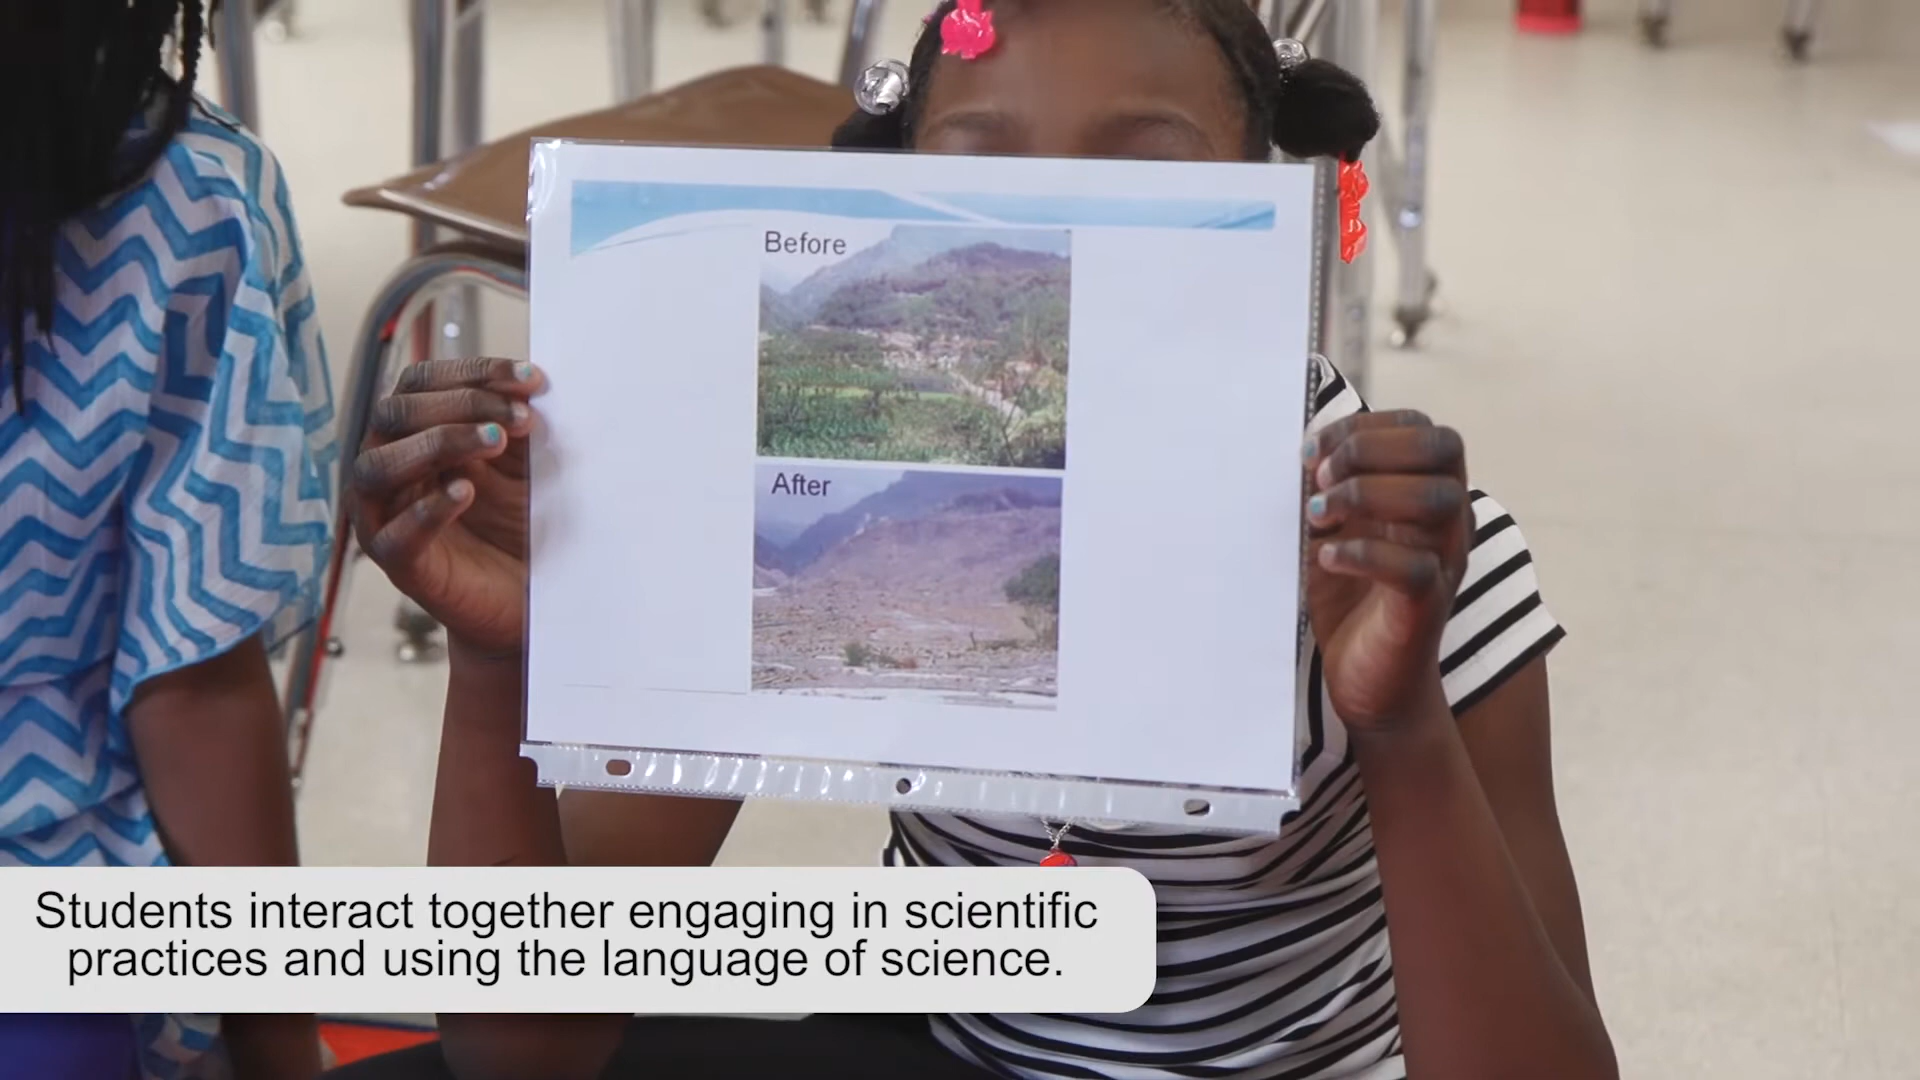 Before
After
Students interact together engaging in scientific
practices and using the language of science.